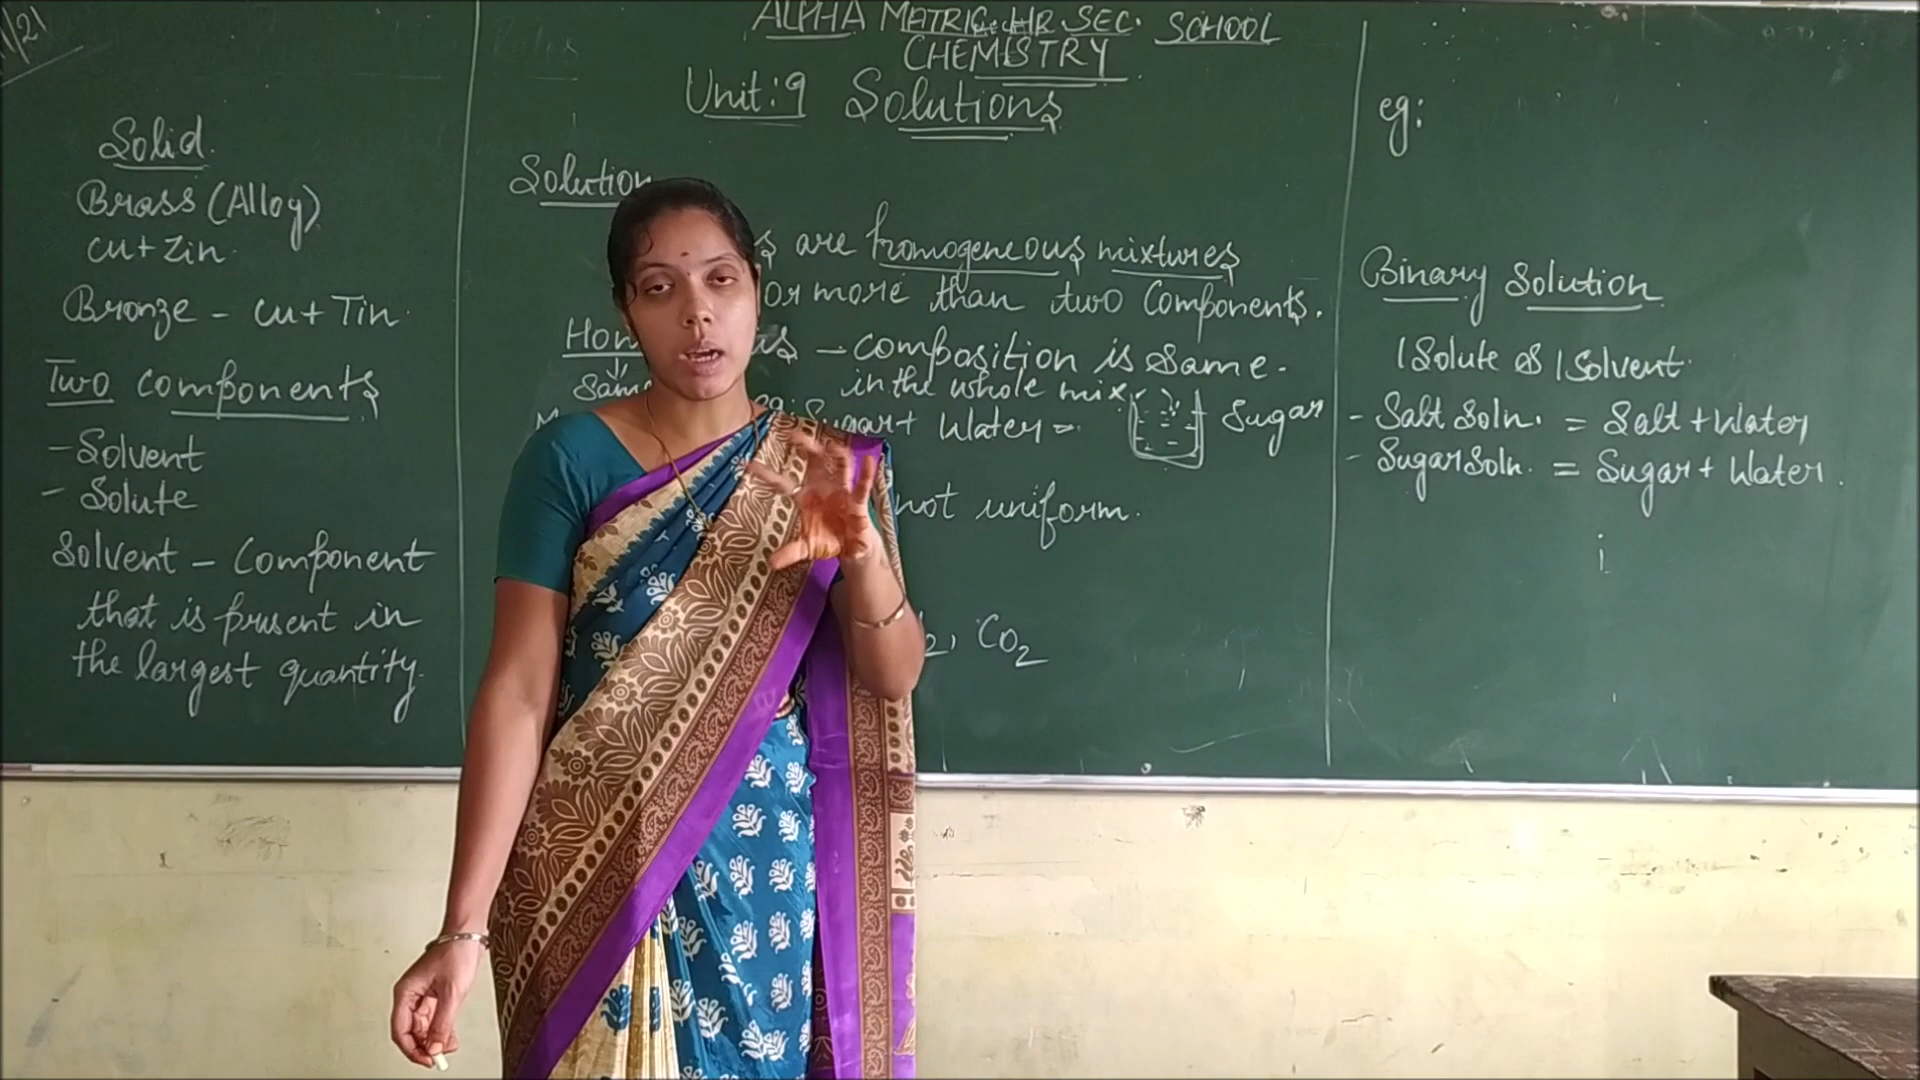 1/21
ALPHA MATRIC. HR. SEC. SCHOOL
CHEMISTRY
Unit:9 Solutions
Solid.
Brass (Alloy)
Cu + Zin.
Bronze - Cu + Tin.
Two components
- Solvent
- Solute
Solvent - Component
that is present in
the largest quantity.
Solution
are homogeneous mixtures
or more than two Components.
- composition is same.
in the whole mix
Sugar + Water =
Sugar
not uniform.
CO2
eg:
Binary Solution
1 Solute & 1 Solvent.
- Salt Soln. = Salt + Water
- Sugar Soln. = Sugar + Water.